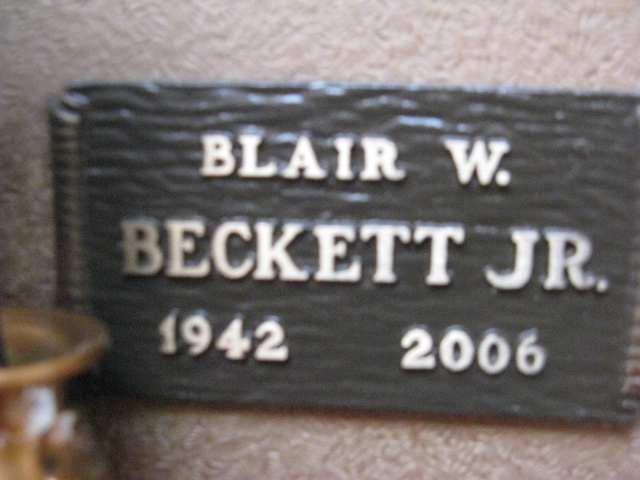 BLAIR W.
BECKETT JR.
1942 2006